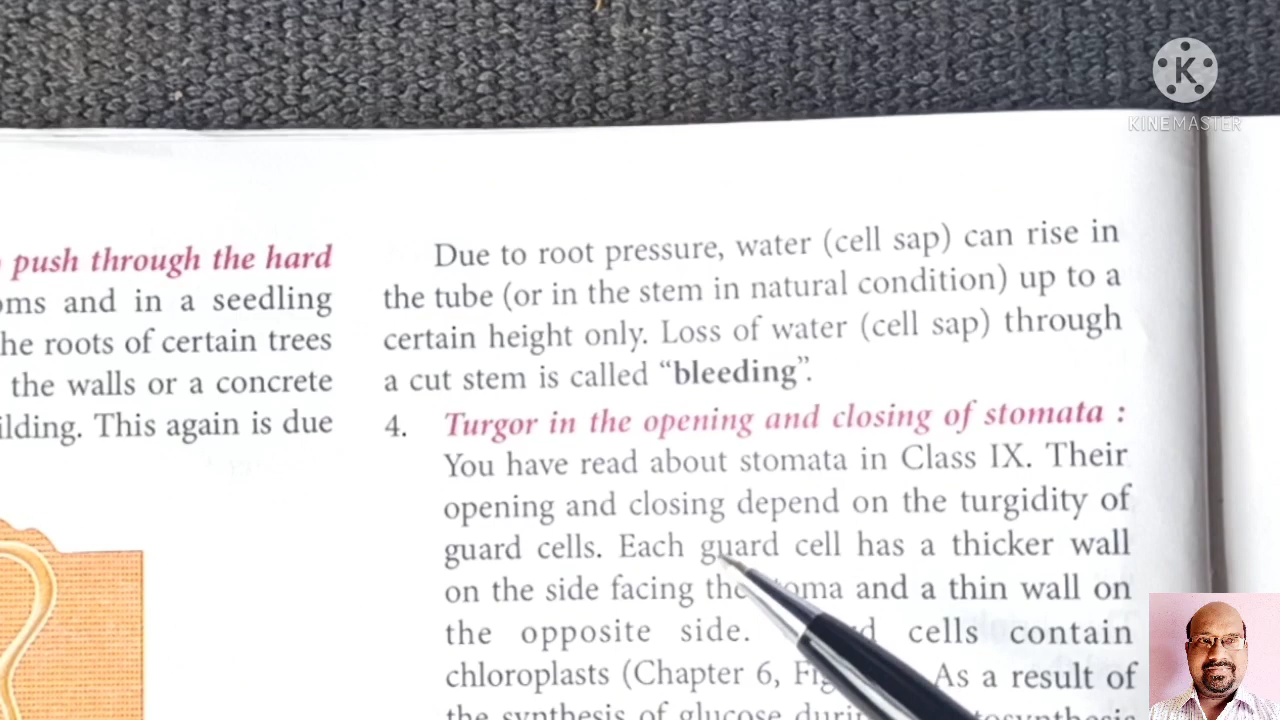 KINEMASTER
push through the hard
and in a seedling
roots of certain trees
the walls or a concrete
This again is due
Due to root pressure, water (cell sap) can rise in
the tube (or in the stem in natural condition) up to a
certain height only. Loss of water (cell sap) through
a cut stem is called “bleeding”.
4. Turgor in the opening and closing of stomata :
You have read about stomata in Class IX. Their
opening and closing depend on the turgidity of
guard cells. Each guard cell has a thicker wall
on the side facing the and a thin wall on
the opposite side. cells contain
chloroplasts (Chapter 6, As a result of
the synthesis of glucose